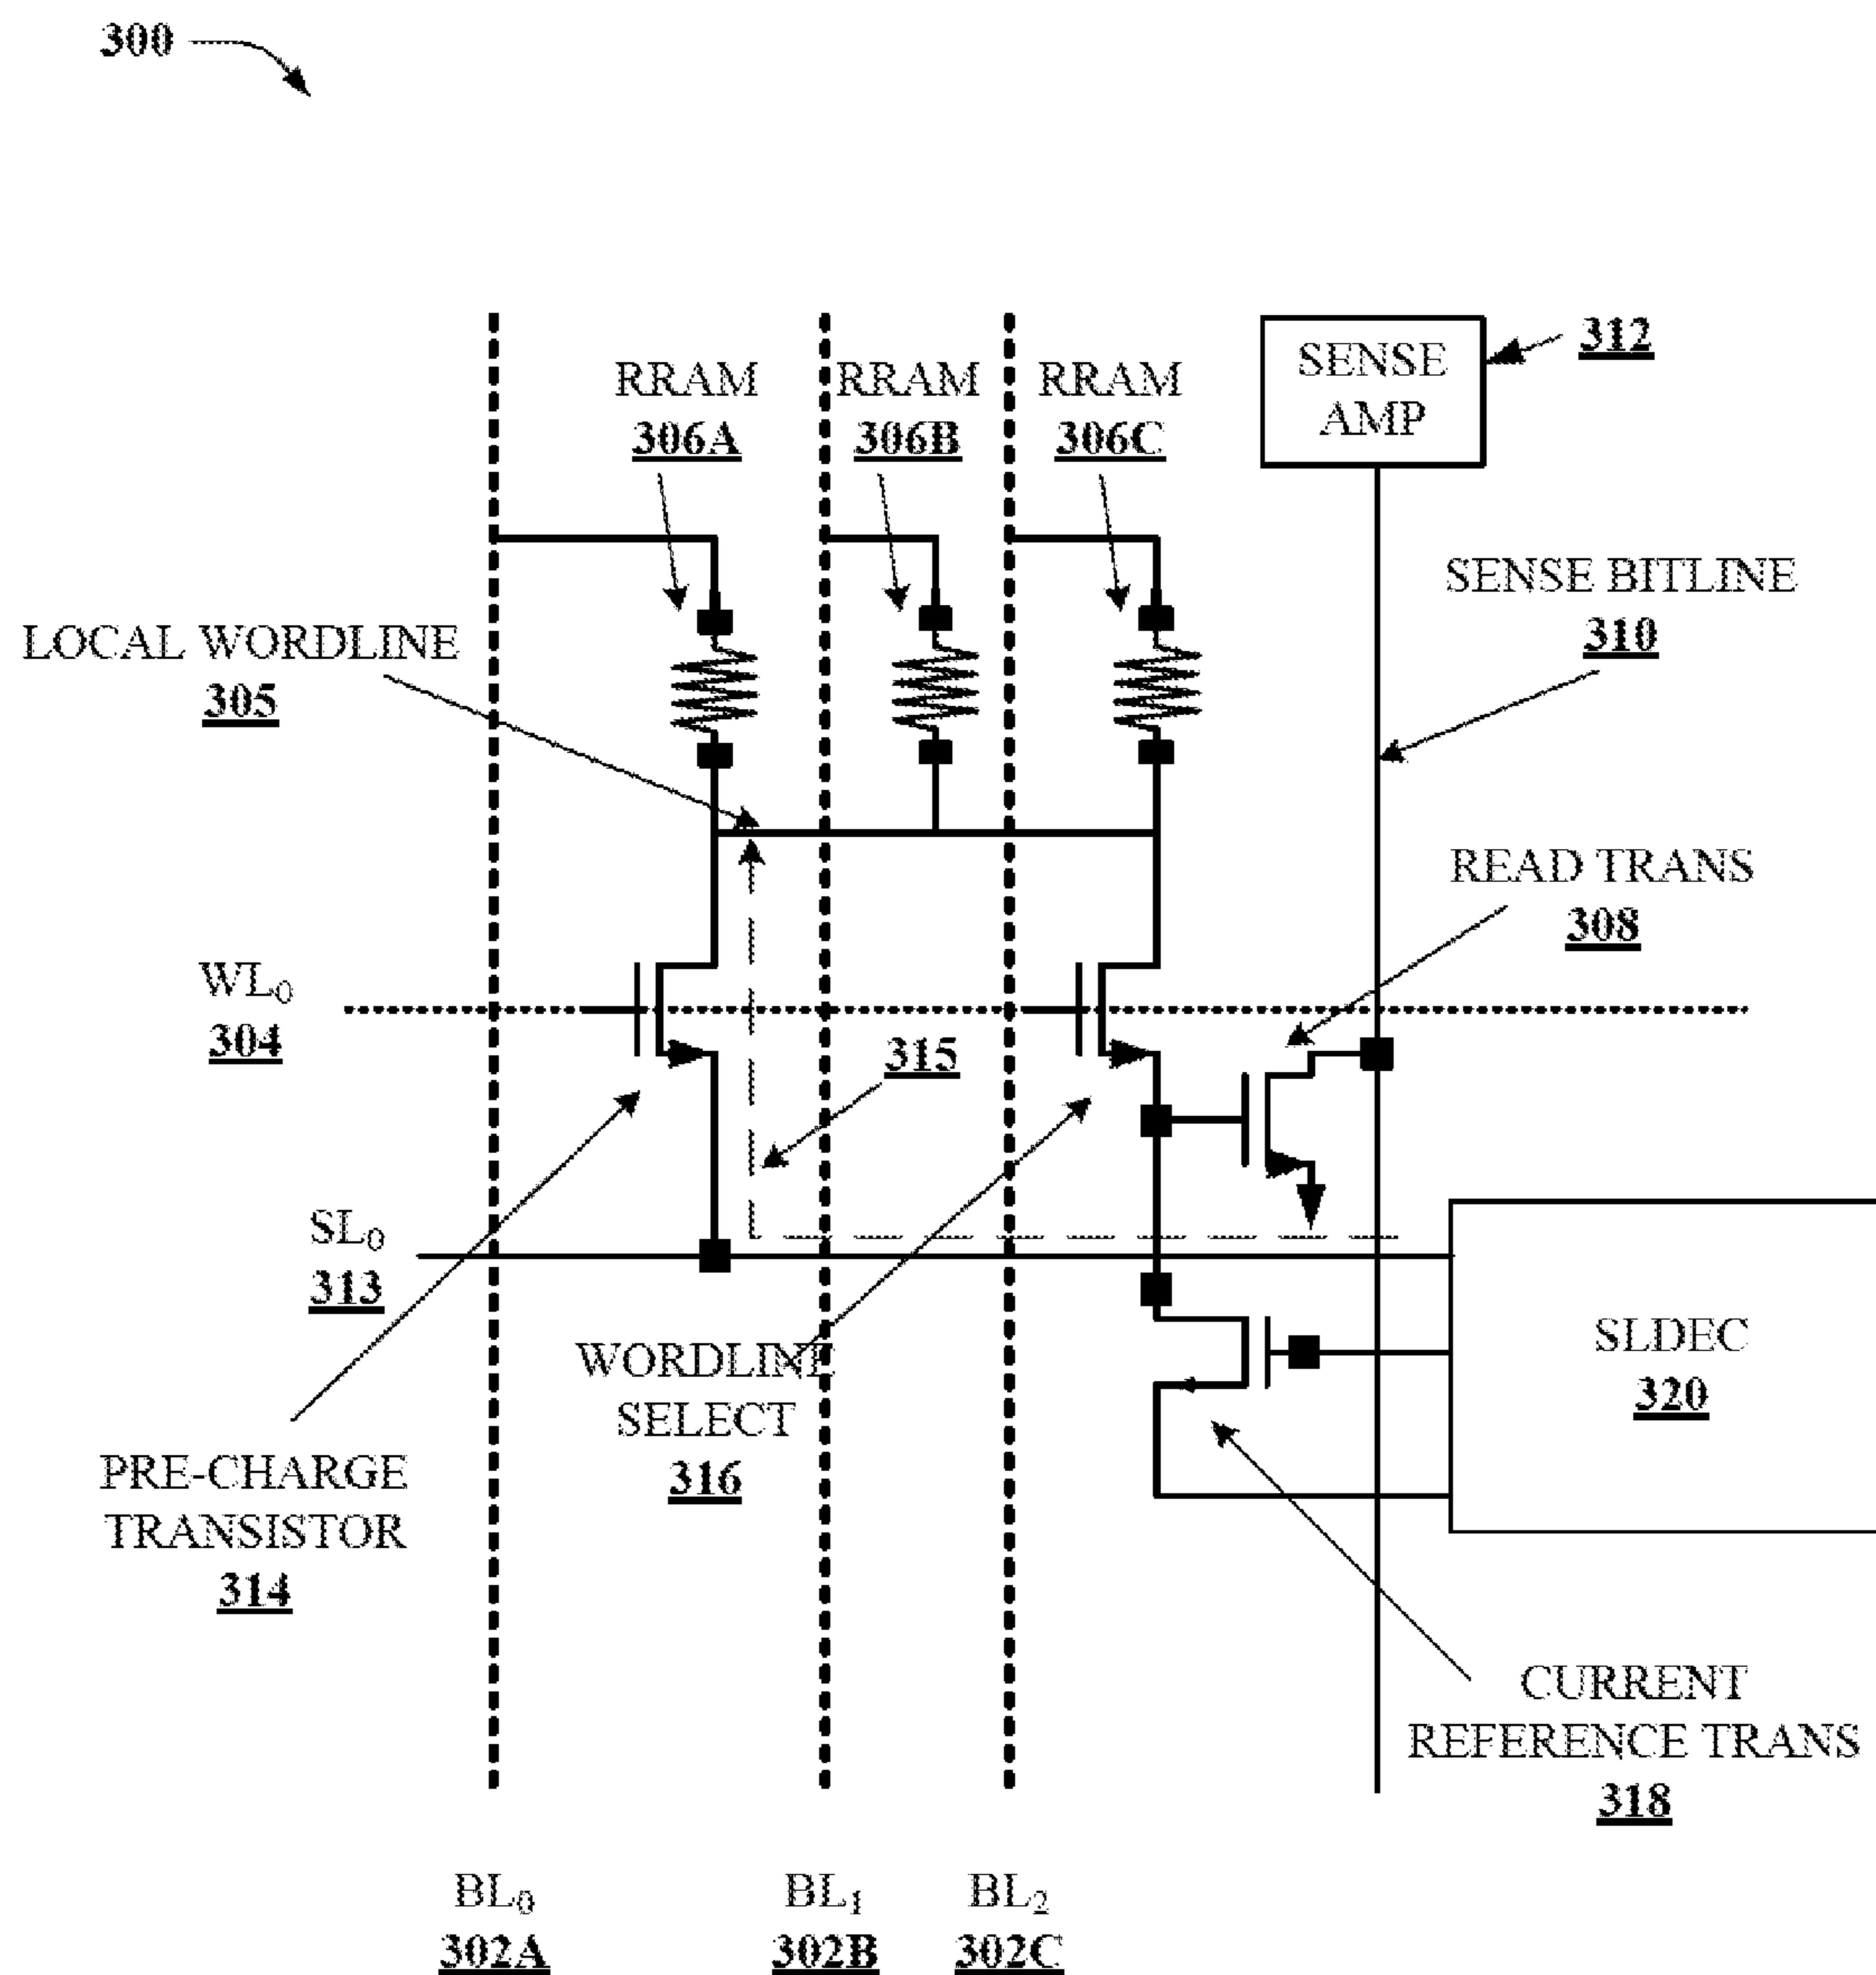 300
312
SENSE
AMP
RRAM
306A
RRAM
306B
RRAM
306C
SENSE BITLINE
310
LOCAL WORDLINE
305
READ TRANS
308
WL₀
304
315
SL₀
313
SLDEC
320
WORDLINE
SELECT
316
PRE-CHARGE
TRANSISTOR
314
CURRENT
REFERENCE TRANS
318
BL₀
302A
BL₁
302B
BL₂
302C